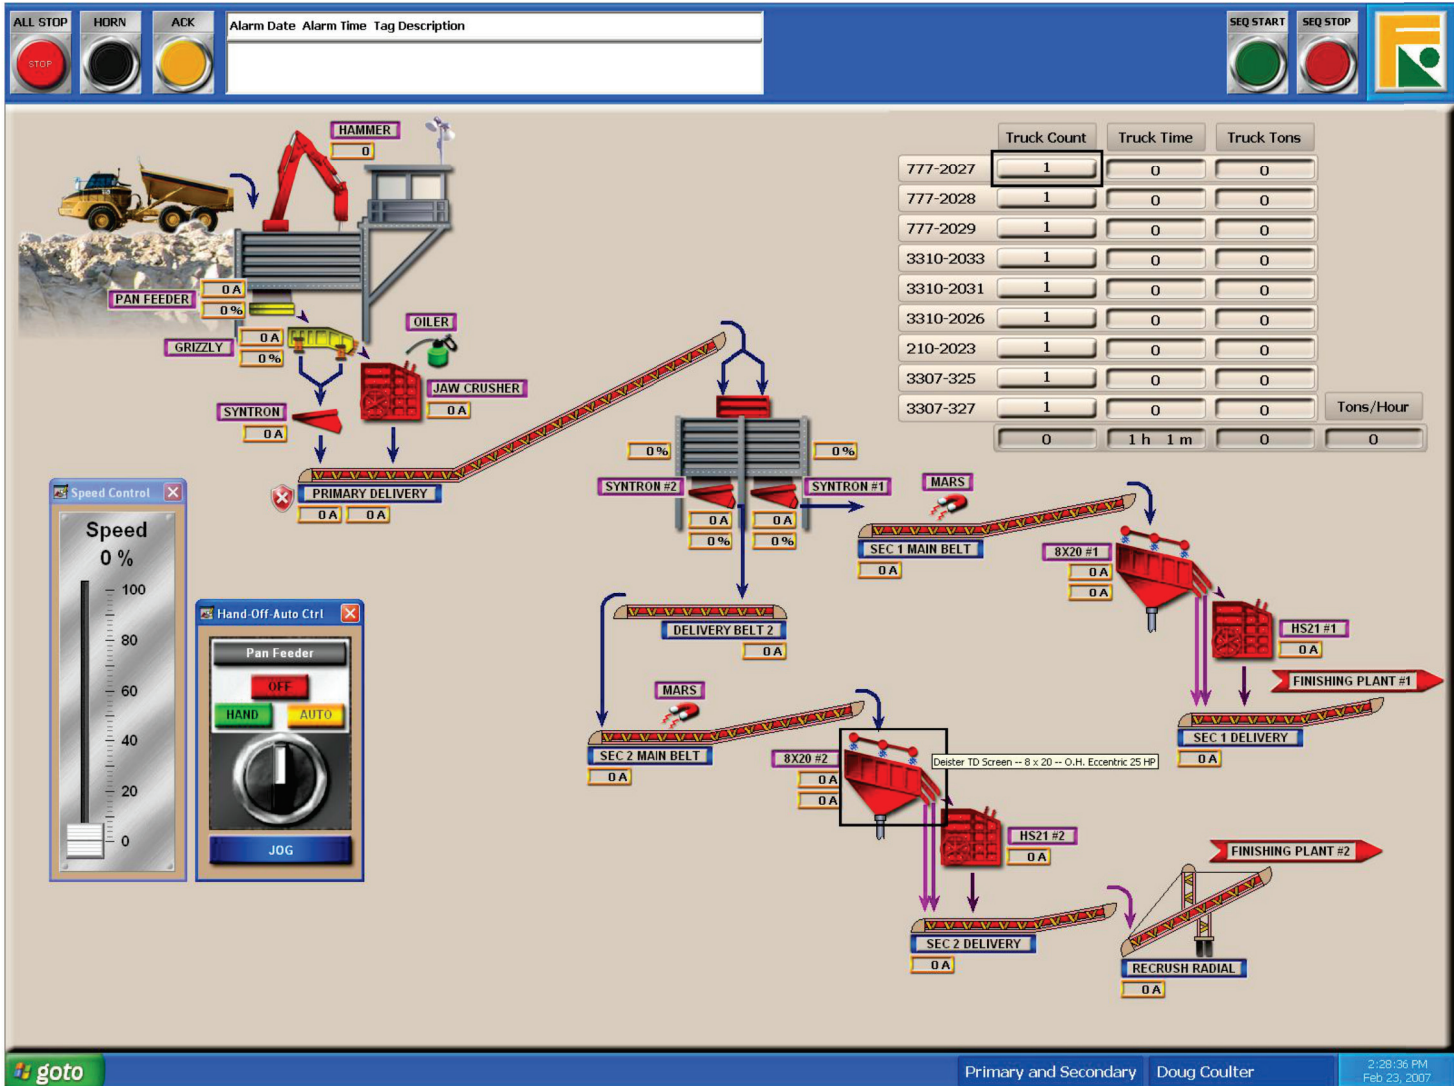 ALL STOP HORN ACK
STOP
Alarm Date Alarm Time Tag Description
SEQ START SEQ STOP
HAMMER
0
Truck Count Truck Time Truck Tons
777-2027 1 0 0
777-2028 1 0 0
777-2029 1 0 0
3310-2033 1 0 0
3310-2031 1 0 0
3310-2026 1 0 0
210-2023 1 0 0
3307-325 1 0 0
3307-327 1 0 0
Tons/Hour
0 1 h 1 m 0 0
PAN FEEDER
0 A
0 %
GRIZZLY
0 A
0 %
OILER
JAW CRUSHER
0 A
SYNTRON
0 A
PRIMARY DELIVERY
0 A 0 A
0 % 0 %
SYNTRON #2
0 A
0 %
SYNTRON #1
0 A
0 %
MARS
SEC 1 MAIN BELT
0 A
8X20 #1
0 A
0 A
HS21 #1
0 A
FINISHING PLANT #1
SEC 1 DELIVERY
0 A
DELIVERY BELT 2
0 A
MARS
SEC 2 MAIN BELT
0 A
8X20 #2
0 A
0 A
Deister TD Screen -- 8 x 20 -- O.H. Eccentric 25 HP
HS21 #2
0 A
FINISHING PLANT #2
SEC 2 DELIVERY
0 A
RECRUSH RADIAL
0 A
Speed Control
Speed
0 %
100
80
60
40
20
0
Hand-Off-Auto Ctrl
Pan Feeder
OFF
HAND AUTO
JOG
goto
Primary and Secondary
Doug Coulter
2:28:36 PM
Feb 23, 2007